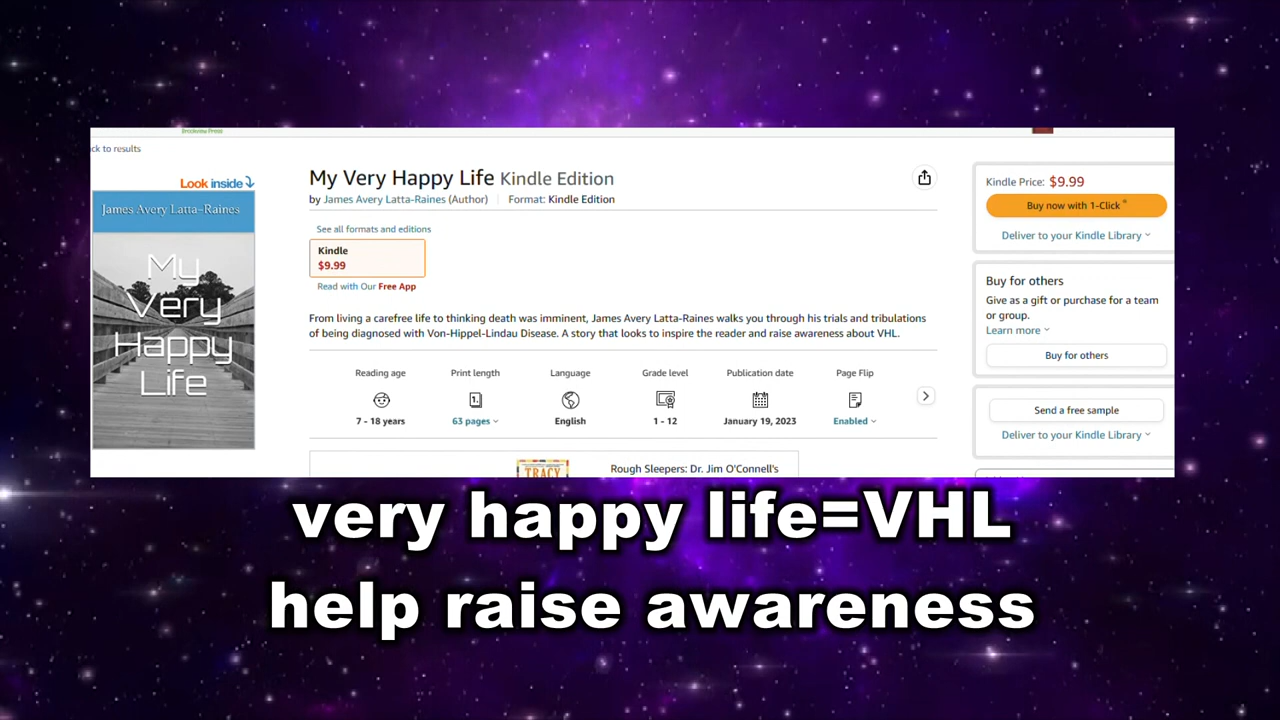 Brookview Press
ck to results
Look inside
James Avery Latta-Raines
My
Very
Happy
Life
My Very Happy Life Kindle Edition
by James Avery Latta-Raines (Author) Format: Kindle Edition
See all formats and editions
Kindle
$9.99
Read with Our Free App
From living a carefree life to thinking death was imminent, James Avery Latta-Raines walks you through his trials and tribulations
of being diagnosed with Von-Hippel-Lindau Disease. A story that looks to inspire the reader and raise awareness about VHL.
Reading age
7 - 18 years
Print length
1.
63 pages
Language
English
Grade level
1 - 12
Publication date
January 19, 2023
Page Flip
Enabled
TRACY
Rough Sleepers: Dr. Jim O'Connell's
Kindle Price: $9.99
Buy now with 1-Click ®
Deliver to your Kindle Library
Buy for others
Give as a gift or purchase for a team
or group.
Learn more
Buy for others
Send a free sample
Deliver to your Kindle Library
very happy life=VHL
help raise awareness